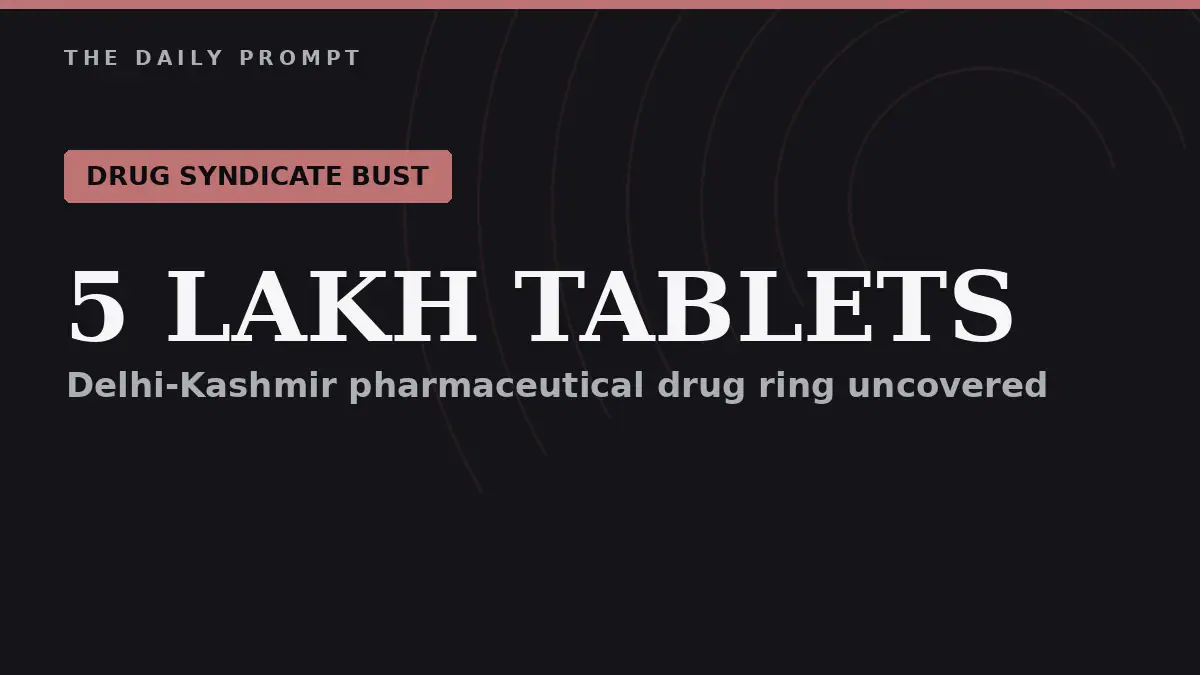 THE DAILY PROMPT
DRUG SYNDICATE BUST
5 LAKH TABLETS
Delhi-Kashmir pharmaceutical drug ring uncovered